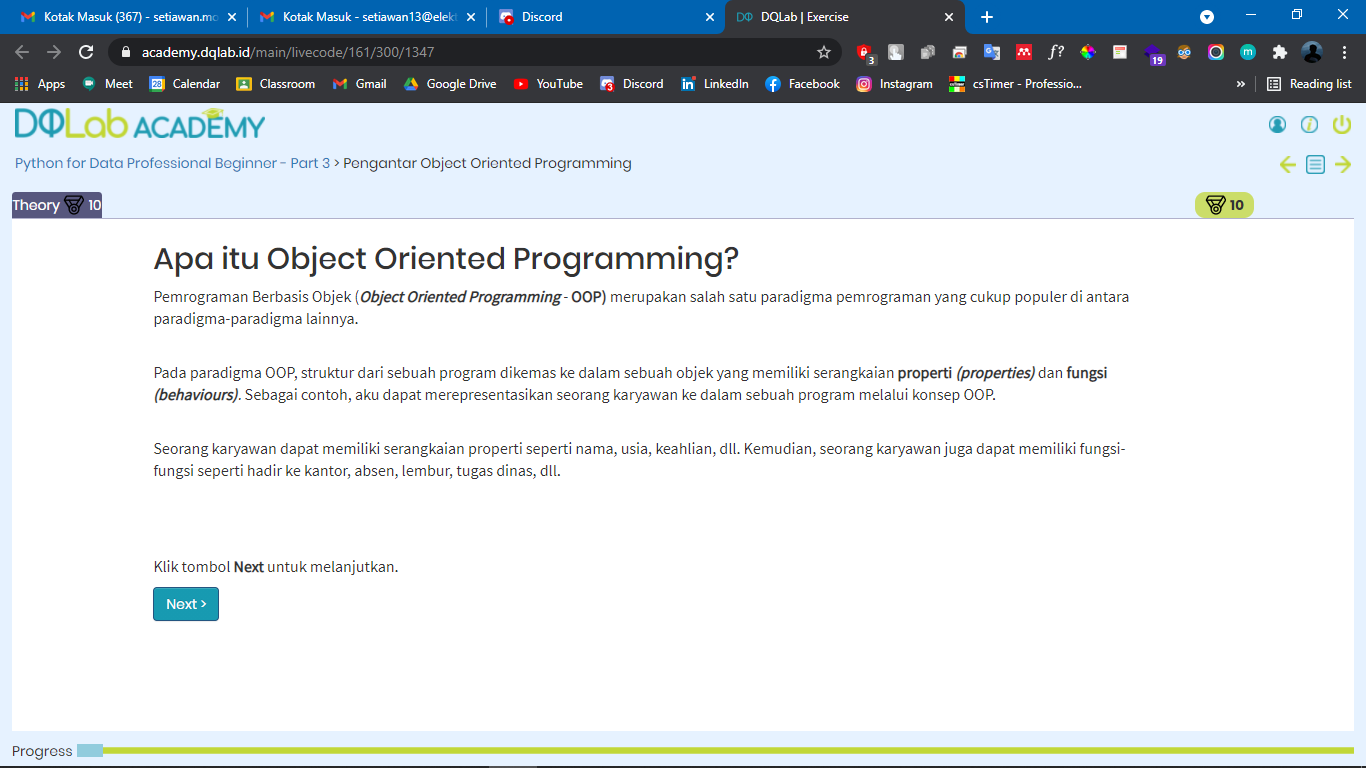 Kotak Masuk (367) - setiawan.mo
Kotak Masuk - setiawan13@elekt
Discord
DQLab | Exercise
academy.dqlab.id/main/livecode/161/300/1347
3
f?
19
m
Apps
Meet
28
Calendar
Classroom
Gmail
Google Drive
YouTube
3
Discord
LinkedIn
Facebook
Instagram
csTimer - Professio...
»
Reading list
DQLab ACADEMY
Python for Data Professional Beginner - Part 3 > Pengantar Object Oriented Programming
Theory 10
10
Apa itu Object Oriented Programming?
Pemrograman Berbasis Objek (Object Oriented Programming - OOP) merupakan salah satu paradigma pemrograman yang cukup populer di antara
paradigma-paradigma lainnya.
Pada paradigma OOP, struktur dari sebuah program dikemas ke dalam sebuah objek yang memiliki serangkaian properti (properties) dan fungsi
(behaviours). Sebagai contoh, aku dapat merepresentasikan seorang karyawan ke dalam sebuah program melalui konsep OOP.
Seorang karyawan dapat memiliki serangkaian properti seperti nama, usia, keahlian, dll. Kemudian, seorang karyawan juga dapat memiliki fungsi-
fungsi seperti hadir ke kantor, absen, lembur, tugas dinas, dll.
Klik tombol Next untuk melanjutkan.
Next >
Progress